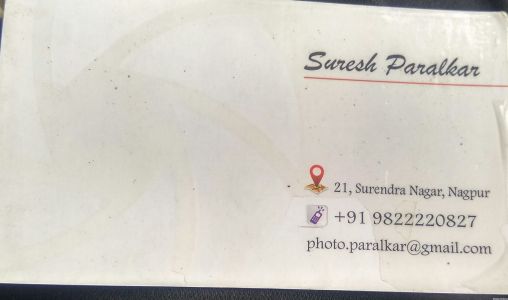 Suresh Paralkar
21, Surendra Nagar, Nagpur
+91 9822220827
photo.paralkar@gmail.com